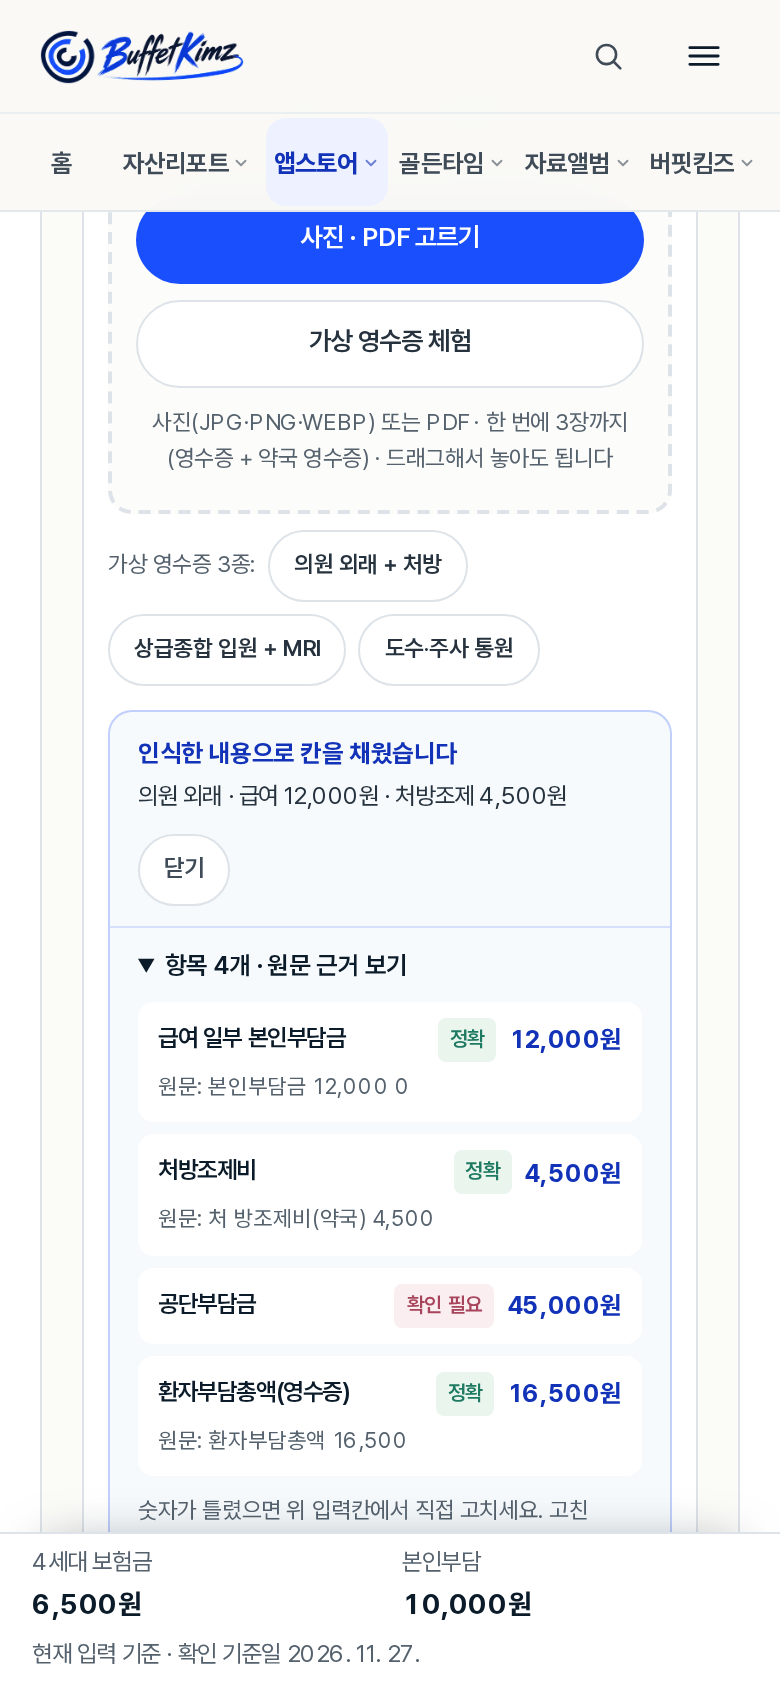 BuffetKimz
홈 자산리포트 앱스토어 골든타임 자료앨범 버핏킴즈
사진 · PDF 고르기
가상 영수증 체험
사진(JPG·PNG·WEBP) 또는 PDF · 한 번에 3장까지
(영수증 + 약국 영수증) · 드래그해서 놓아도 됩니다
가상 영수증 3종: 의원 외래 + 처방
상급종합 입원 + MRI 도수·주사 통원
인식한 내용으로 칸을 채웠습니다
의원 외래 · 급여 12,000원 · 처방조제 4,500원
닫기
▼ 항목 4개 · 원문 근거 보기
급여 일부 본인부담금 정확 12,000원
원문: 본인부담금 12,000 0
처방조제비 정확 4,500원
원문: 처 방조제비(약국) 4,500
공단부담금 확인 필요 45,000원
환자부담총액(영수증) 정확 16,500원
원문: 환자부담총액 16,500
숫자가 틀렸으면 위 입력칸에서 직접 고치세요. 고친
4세대 보험금 본인부담
6,500원 10,000원
현재 입력 기준 · 확인 기준일 2026. 11. 27.